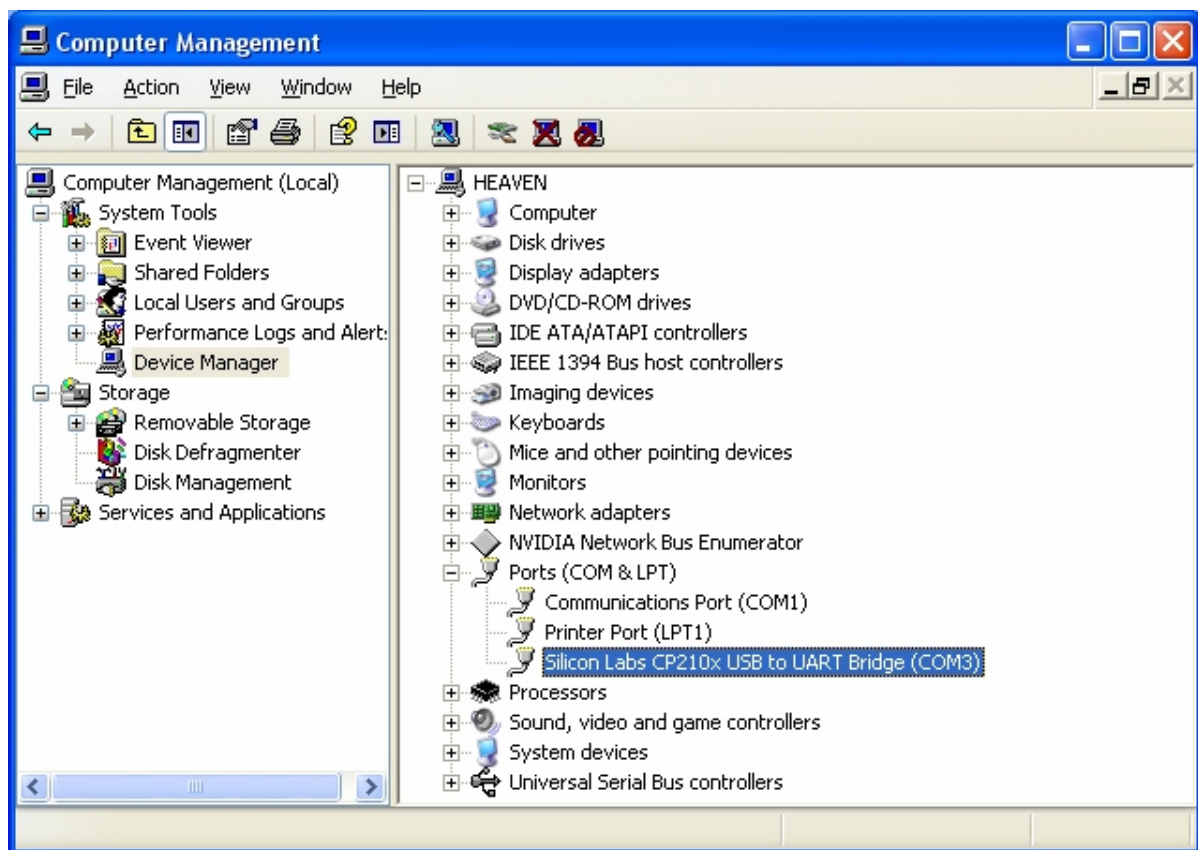 Computer Management
File Action View Window Help
Computer Management (Local)
System Tools
Event Viewer
Shared Folders
Local Users and Groups
Performance Logs and Alert:
Device Manager
Storage
Removable Storage
Disk Defragmenter
Disk Management
Services and Applications
HEAVEN
Computer
Disk drives
Display adapters
DVD/CD-ROM drives
IDE ATA/ATAPI controllers
IEEE 1394 Bus host controllers
Imaging devices
Keyboards
Mice and other pointing devices
Monitors
Network adapters
NVIDIA Network Bus Enumerator
Ports (COM & LPT)
Communications Port (COM1)
Printer Port (LPT1)
Silicon Labs CP210x USB to UART Bridge (COM3)
Processors
Sound, video and game controllers
System devices
Universal Serial Bus controllers